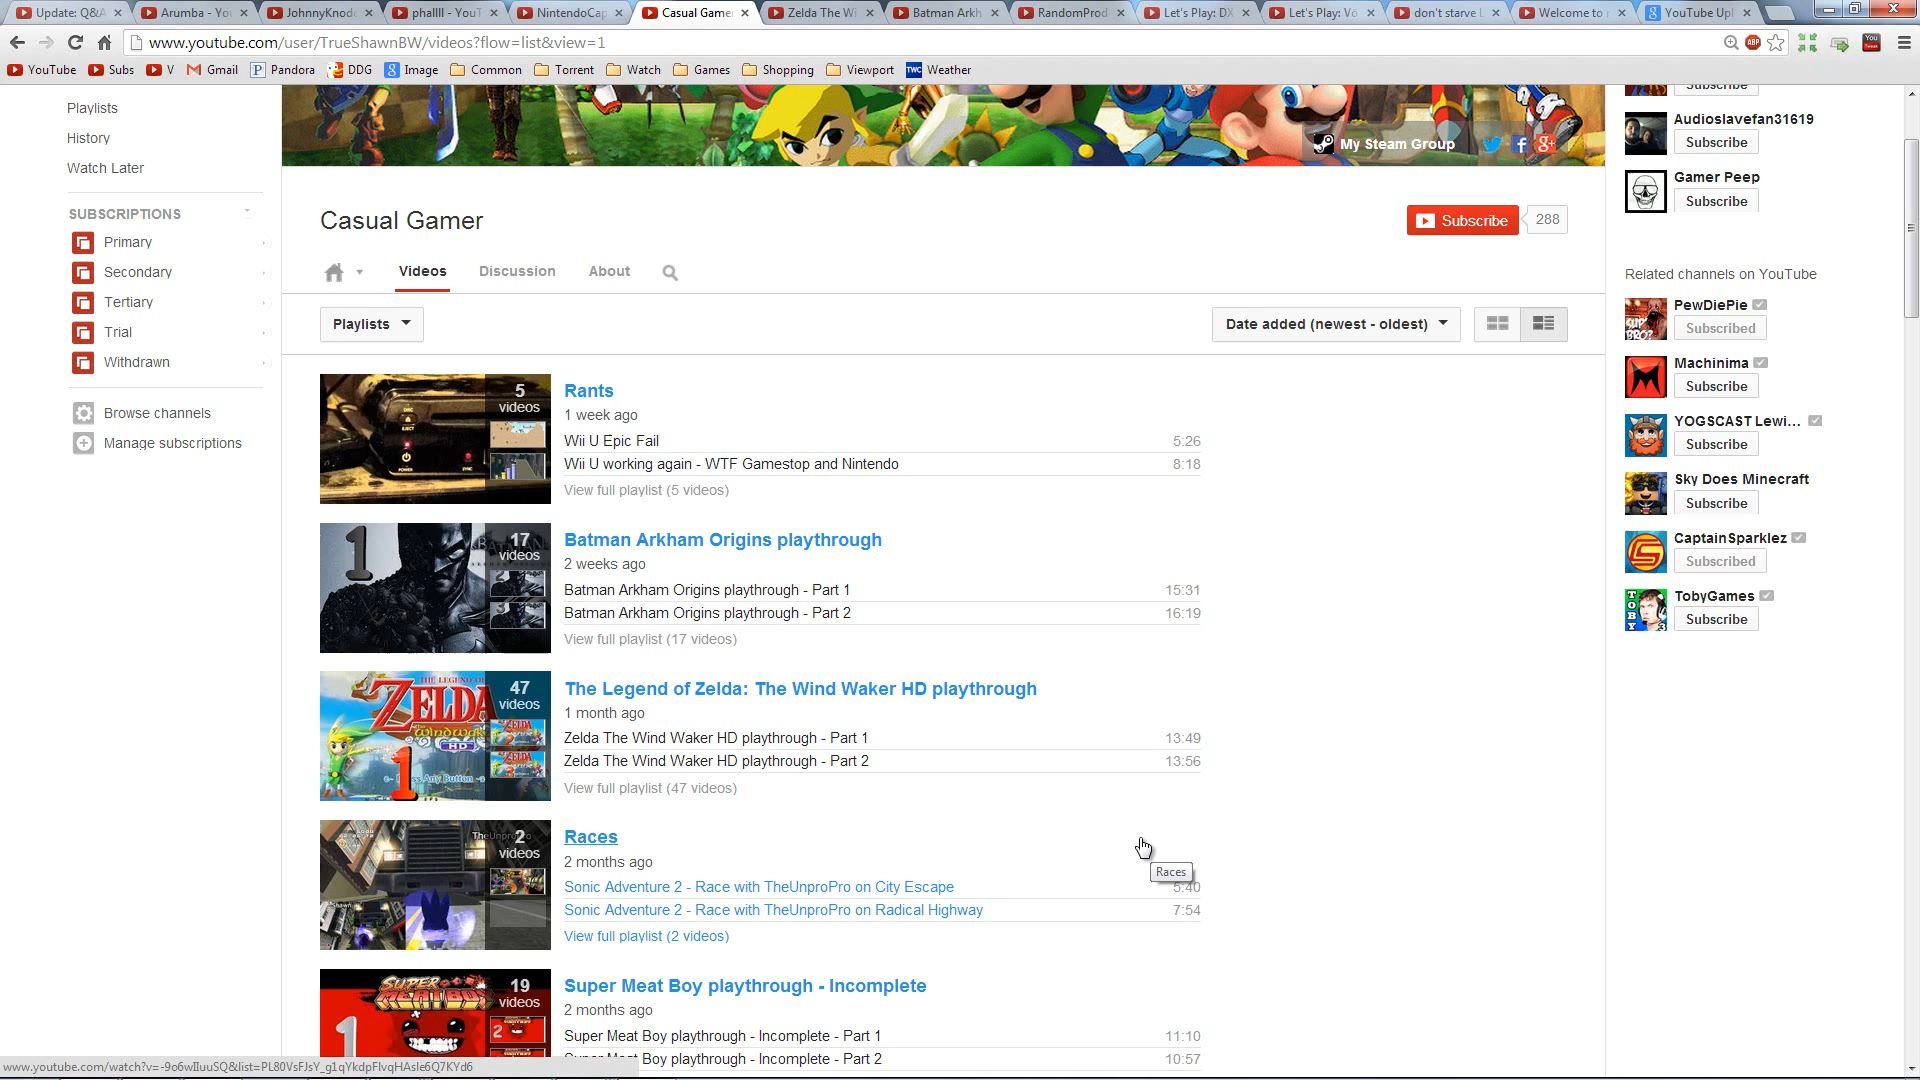 Update: Q&A
Arumba - You
JohnnyKnod
phallll - YouT
NintendoCap
Casual Game
Zelda The Wi
Batman Arkh
RandomProd
Let's Play: DX
Let's Play: Vo
don't starve L
Welcome to r
YouTube Upl
www.youtube.com/user/TrueShawnBW/videos?flow=list&view=1
YouTube
Subs
V
Gmail
Pandora
DDG
Image
Common
Torrent
Watch
Games
Shopping
Viewport
Weather
Playlists
History
Watch Later
SUBSCRIPTIONS
Primary
Secondary
Tertiary
Trial
Withdrawn
Browse channels
Manage subscriptions
My Steam Group
Casual Gamer
Subscribe
288
Videos
Discussion
About
Playlists
Date added (newest - oldest)
5
videos
Rants
1 week ago
Wii U Epic Fail 5:26
Wii U working again - WTF Gamestop and Nintendo 8:18
View full playlist (5 videos)
1
17
videos
Batman Arkham Origins playthrough
2 weeks ago
Batman Arkham Origins playthrough - Part 1 15:31
Batman Arkham Origins playthrough - Part 2 16:19
View full playlist (17 videos)
47
videos
The Legend of Zelda: The Wind Waker HD playthrough
1 month ago
Zelda The Wind Waker HD playthrough - Part 1 13:49
Zelda The Wind Waker HD playthrough - Part 2 13:56
View full playlist (47 videos)
2
videos
Races
2 months ago
Sonic Adventure 2 - Race with TheUnproPro on City Escape 5:40
Sonic Adventure 2 - Race with TheUnproPro on Radical Highway 7:54
View full playlist (2 videos)
Races
19
videos
Super Meat Boy playthrough - Incomplete
2 months ago
Super Meat Boy playthrough - Incomplete - Part 1 11:10
Super Meat Boy playthrough - Incomplete - Part 2 10:57
Subscribe
Audioslavefan31619
Subscribe
Gamer Peep
Subscribe
Related channels on YouTube
PewDiePie
Subscribed
Machinima
Subscribe
YOGSCAST Lewi...
Subscribe
Sky Does Minecraft
Subscribe
CaptainSparklez
Subscribed
TobyGames
Subscribe